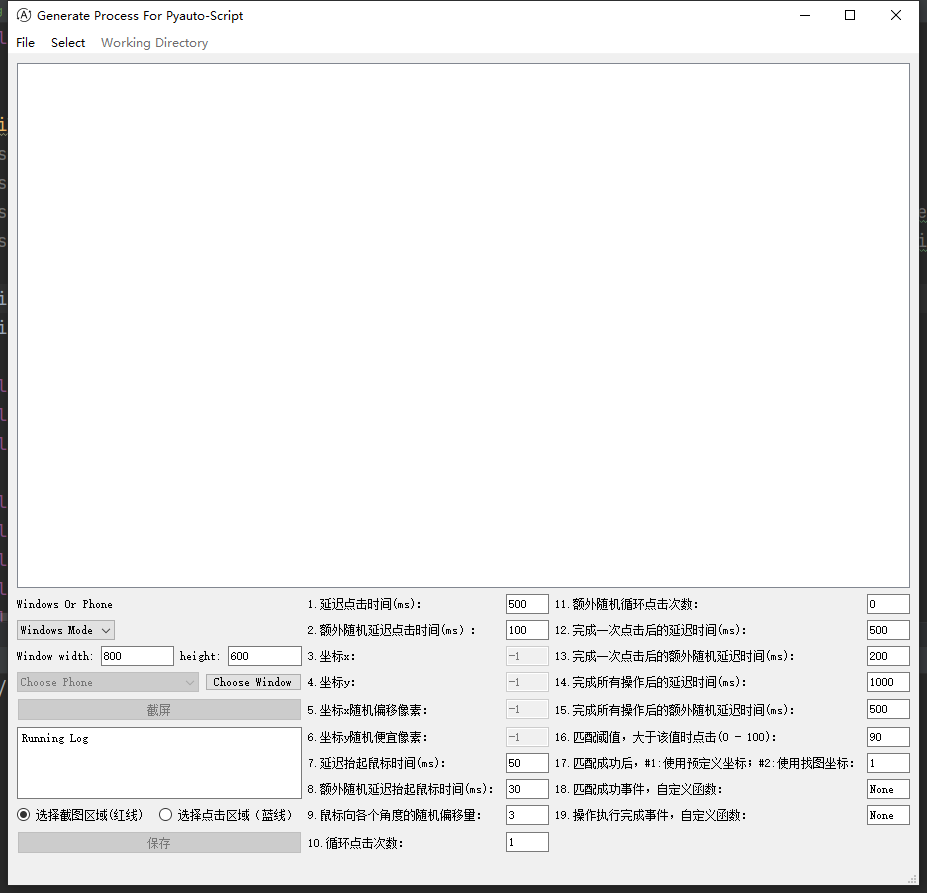 Generate Process For Pyauto-Script
File Select Working Directory
Windows Or Phone
Windows Mode
Window width: 800 height: 600
Choose Phone Choose Window
截屏
Running Log
选择截图区域(红线) 选择点击区域（蓝线）
保存
1.延迟点击时间(ms): 500
2.额外随机延迟点击时间(ms）: 100
3.坐标x: -1
4.坐标y: -1
5.坐标x随机偏移像素: -1
6.坐标y随机便宜像素: -1
7.延迟抬起鼠标时间(ms): 50
8.额外随机延迟抬起鼠标时间(ms): 30
9.鼠标向各个角度的随机偏移量: 3
10.循环点击次数: 1
11.额外随机循环点击次数: 0
12.完成一次点击后的延迟时间(ms): 500
13.完成一次点击后的额外随机延迟时间(ms): 200
14.完成所有操作后的延迟时间(ms): 1000
15.完成所有操作后的额外随机延迟时间(ms): 500
16.匹配阈值，大于该值时点击(0 - 100): 90
17.匹配成功后，#1:使用预定义坐标；#2:使用找图坐标: 1
18.匹配成功事件，自定义函数: None
19.操作执行完成事件，自定义函数: None